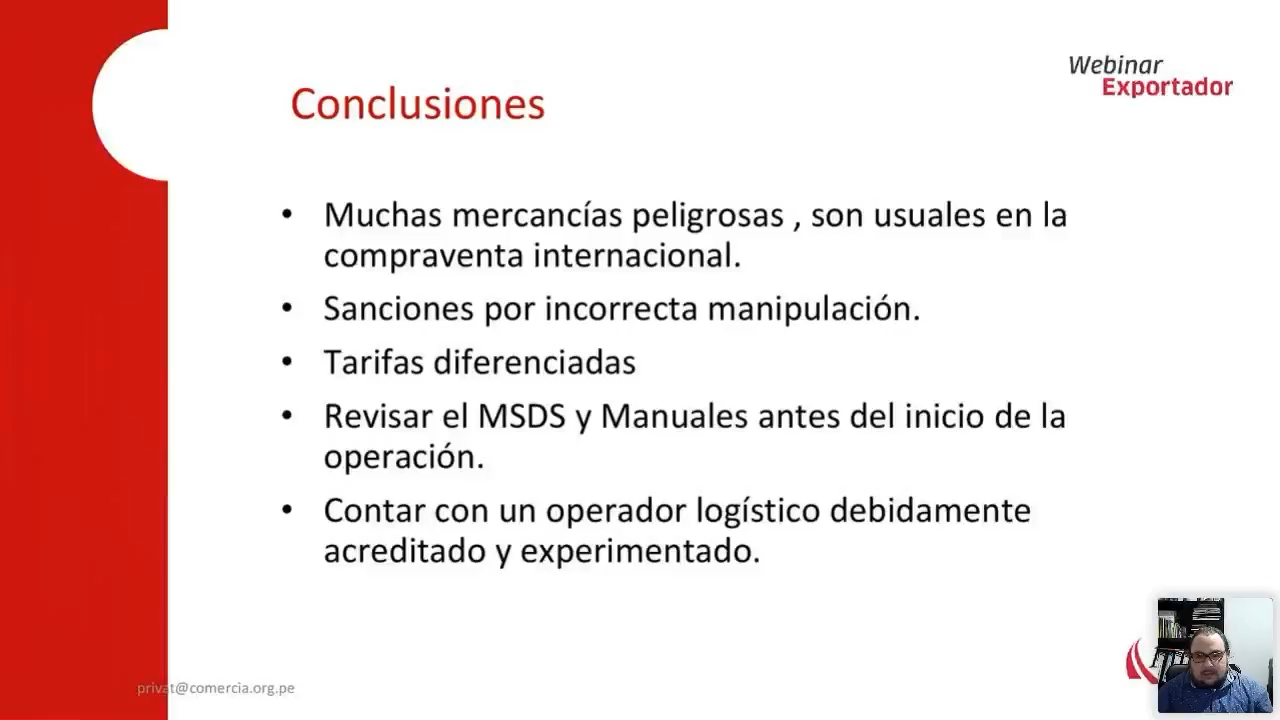 Webinar
Exportador
Conclusiones
• Muchas mercancías peligrosas , son usuales en la
compraventa internacional.
• Sanciones por incorrecta manipulación.
• Tarifas diferenciadas
• Revisar el MSDS y Manuales antes del inicio de la
operación.
• Contar con un operador logístico debidamente
acreditado y experimentado.
privat@comercia.org.pe